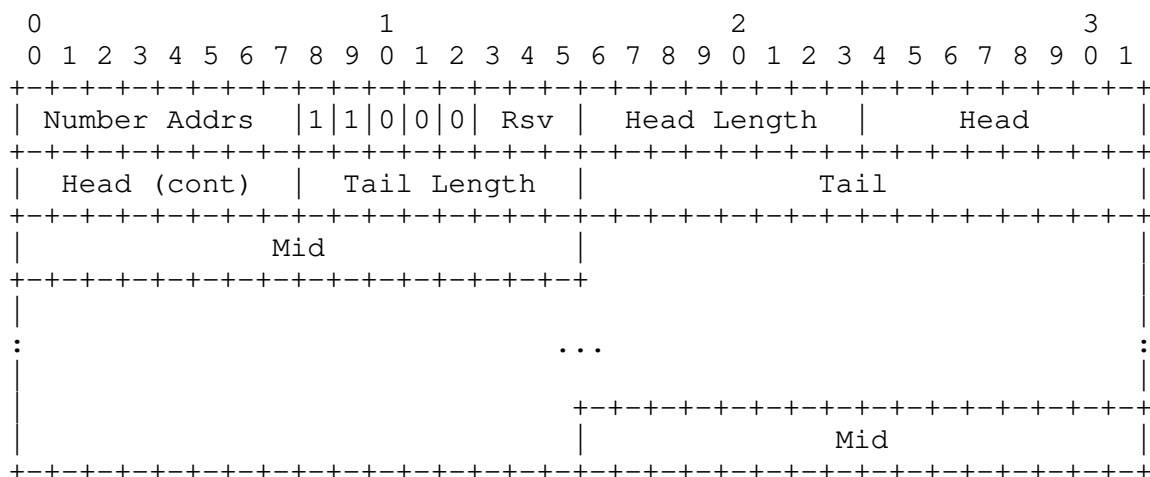 0                   1                   2                   3
 0 1 2 3 4 5 6 7 8 9 0 1 2 3 4 5 6 7 8 9 0 1 2 3 4 5 6 7 8 9 0 1
+-+-+-+-+-+-+-+-+-+-+-+-+-+-+-+-+-+-+-+-+-+-+-+-+-+-+-+-+-+-+-+-+
| Number Addrs  |1|1|0|0|0| Rsv |  Head Length  |     Head      |
+-+-+-+-+-+-+-+-+-+-+-+-+-+-+-+-+-+-+-+-+-+-+-+-+-+-+-+-+-+-+-+-+
|  Head (cont)  |  Tail Length  |             Tail              |
+-+-+-+-+-+-+-+-+-+-+-+-+-+-+-+-+-+-+-+-+-+-+-+-+-+-+-+-+-+-+-+-+
|              Mid              |                               |
+-+-+-+-+-+-+-+-+-+-+-+-+-+-+-+-+                               |
|                                                               |
:                              ...                              :
|                                                               |
|                               +-+-+-+-+-+-+-+-+-+-+-+-+-+-+-+-+
|                               |              Mid              |
+-+-+-+-+-+-+-+-+-+-+-+-+-+-+-+-+-+-+-+-+-+-+-+-+-+-+-+-+-+-+-+-+